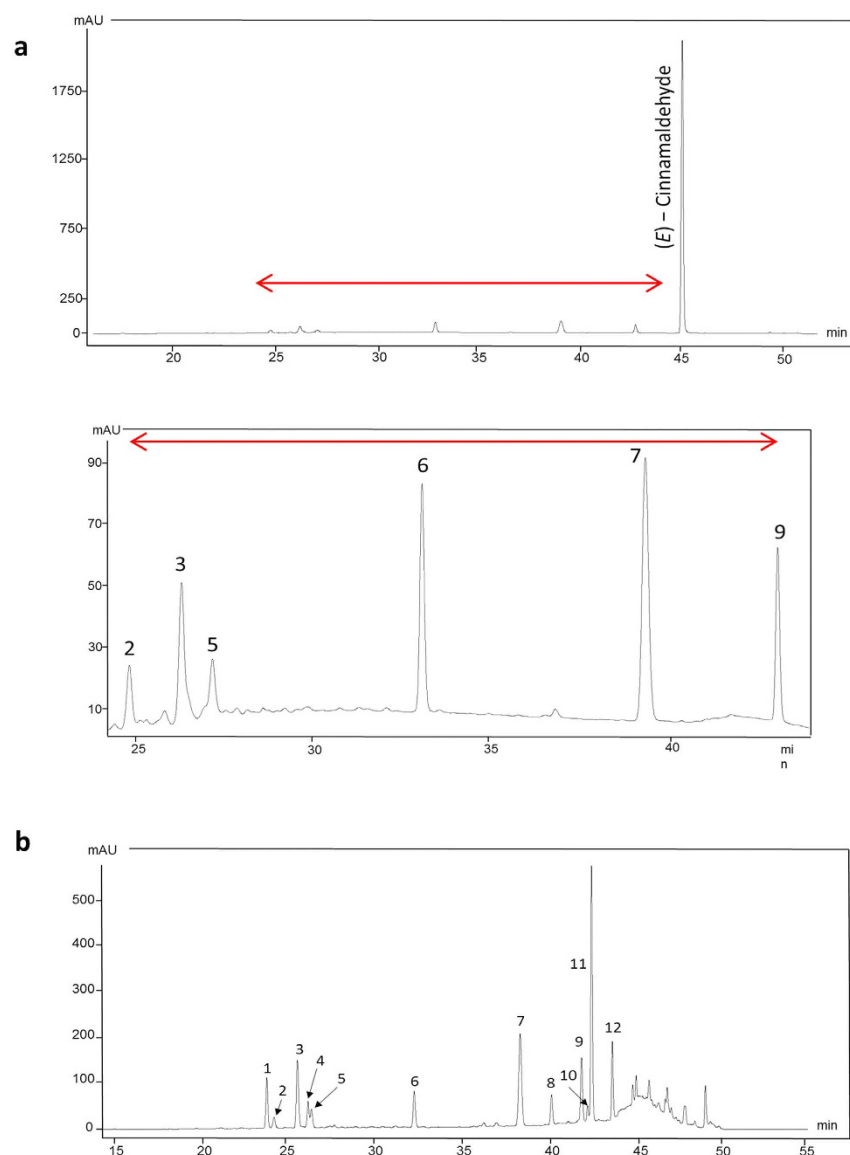 a
mAU
1750
1250
750
250
0
(E) – Cinnamaldehyde
min
20 25 30 35 40 45 50
mAU
90
70
50
30
10
2 3 5 6 7 9
25 30 35 40 mi
n
b
mAU
500
400
300
200
100
0
1 2 3 4 5 6 7 8 9 10 11 12
min
15 20 25 30 35 40 45 50 55